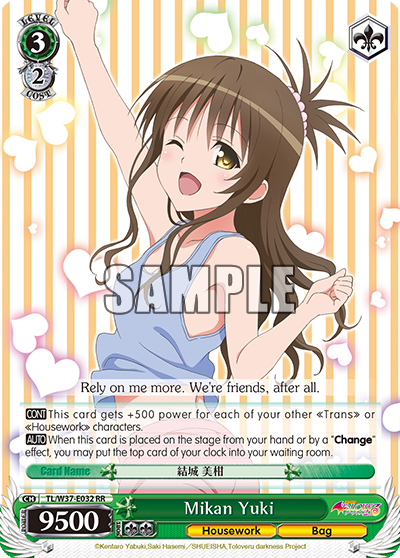 LEVEL
3
2
COST
SAMPLE
Rely on me more. We're friends, after all.
CONT This card gets +500 power for each of your other «Trans» or
«Housework» characters.
AUTO When this card is placed on the stage from your hand or by a "Change"
effect, you may put the top card of your clock into your waiting room.
Card Name 結城 美柑
CH TL/W37-E032 RR
Mikan Yuki
POWER
9500
SOUL
Housework Bag
©Kentaro Yabuki,Saki Hasemi／SHUEISHA,Toloveru darkness Project